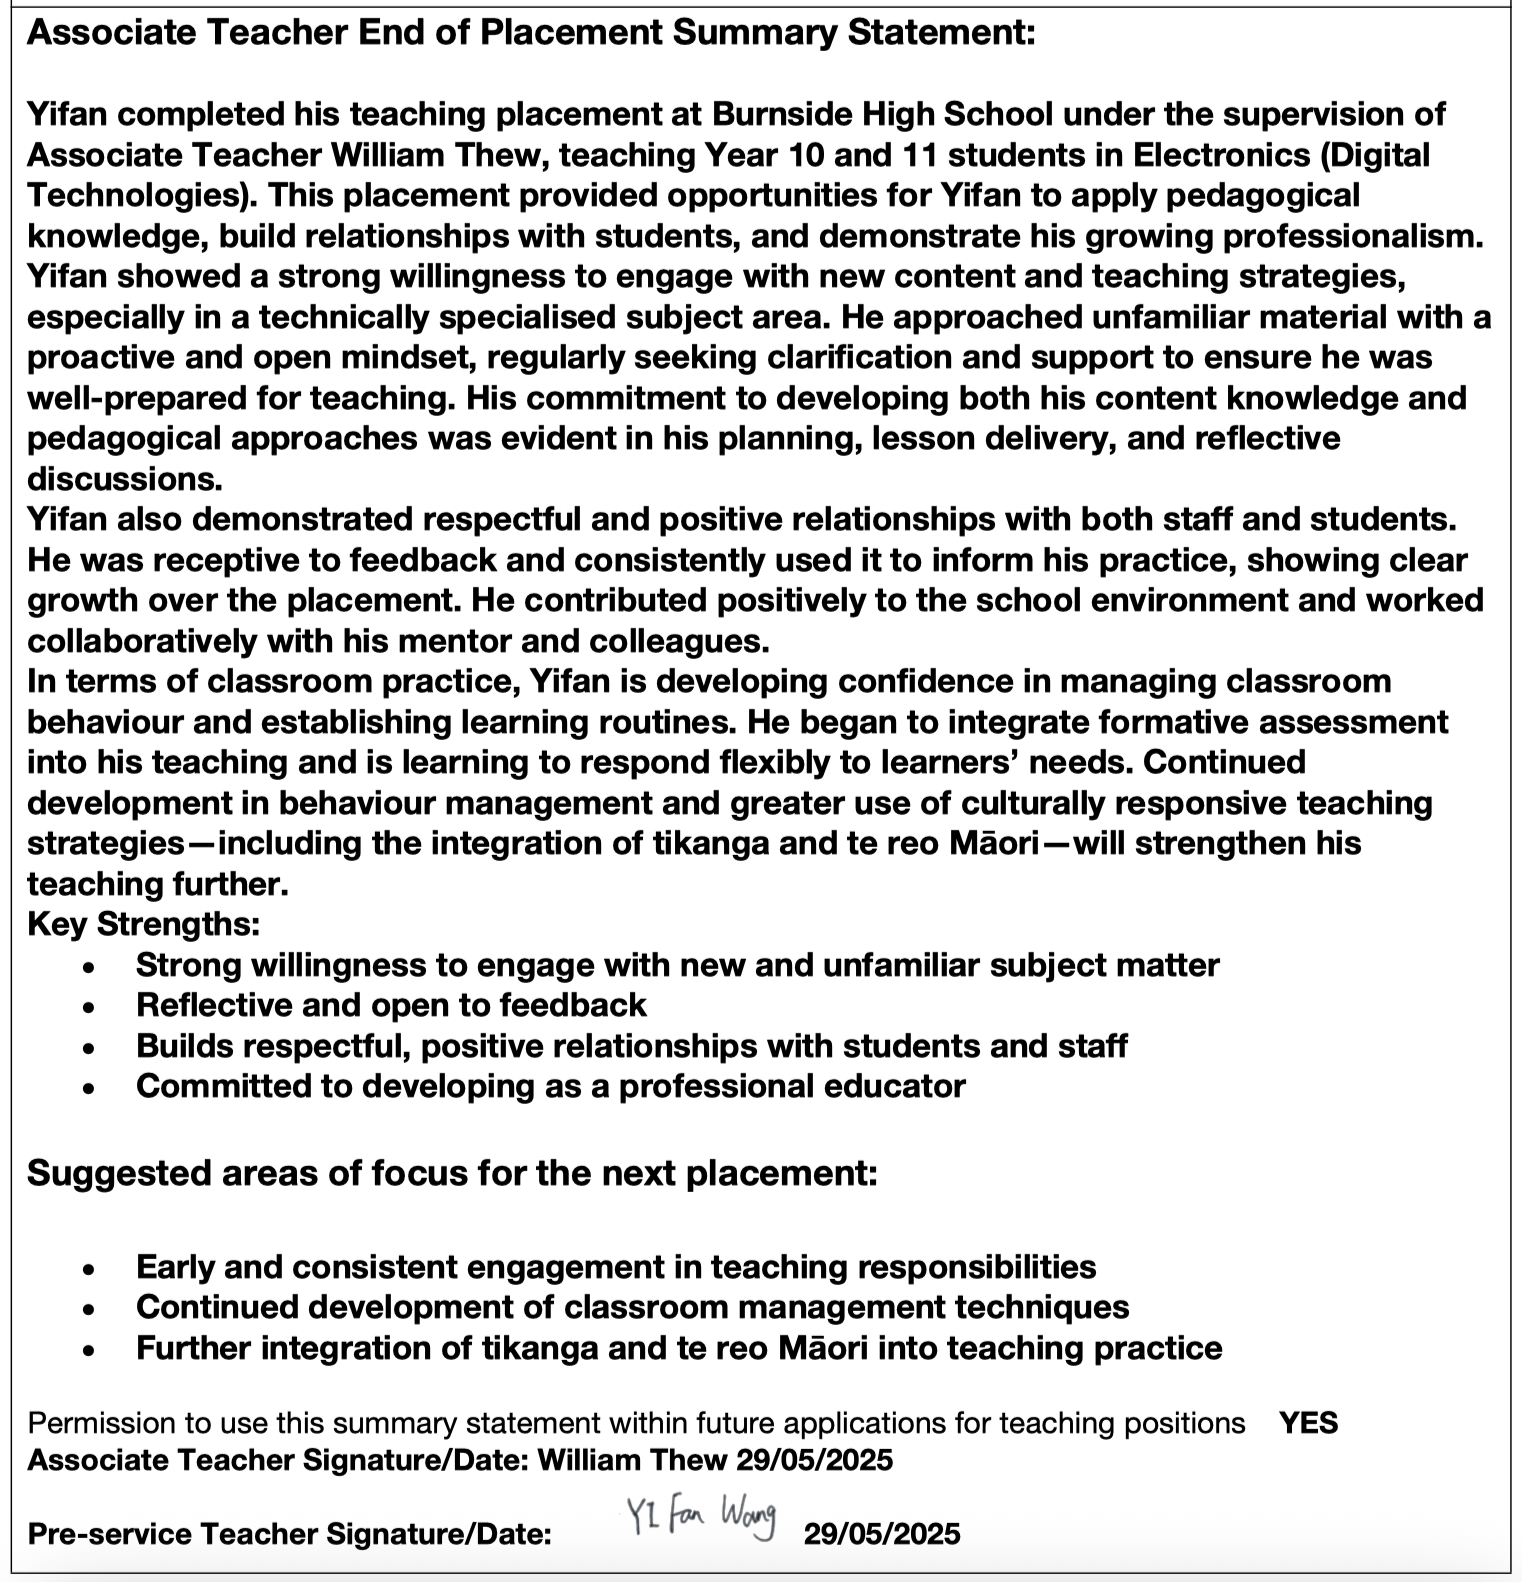 Associate Teacher End of Placement Summary Statement:
Yifan completed his teaching placement at Burnside High School under the supervision of
Associate Teacher William Thew, teaching Year 10 and 11 students in Electronics (Digital
Technologies). This placement provided opportunities for Yifan to apply pedagogical
knowledge, build relationships with students, and demonstrate his growing professionalism.
Yifan showed a strong willingness to engage with new content and teaching strategies,
especially in a technically specialised subject area. He approached unfamiliar material with a
proactive and open mindset, regularly seeking clarification and support to ensure he was
well-prepared for teaching. His commitment to developing both his content knowledge and
pedagogical approaches was evident in his planning, lesson delivery, and reflective
discussions.
Yifan also demonstrated respectful and positive relationships with both staff and students.
He was receptive to feedback and consistently used it to inform his practice, showing clear
growth over the placement. He contributed positively to the school environment and worked
collaboratively with his mentor and colleagues.
In terms of classroom practice, Yifan is developing confidence in managing classroom
behaviour and establishing learning routines. He began to integrate formative assessment
into his teaching and is learning to respond flexibly to learners’ needs. Continued
development in behaviour management and greater use of culturally responsive teaching
strategies—including the integration of tikanga and te reo Māori—will strengthen his
teaching further.
Key Strengths:
• Strong willingness to engage with new and unfamiliar subject matter
• Reflective and open to feedback
• Builds respectful, positive relationships with students and staff
• Committed to developing as a professional educator
Suggested areas of focus for the next placement:
• Early and consistent engagement in teaching responsibilities
• Continued development of classroom management techniques
• Further integration of tikanga and te reo Māori into teaching practice
Permission to use this summary statement within future applications for teaching positions YES
Associate Teacher Signature/Date: William Thew 29/05/2025
Pre-service Teacher Signature/Date: YI Fan Wang 29/05/2025